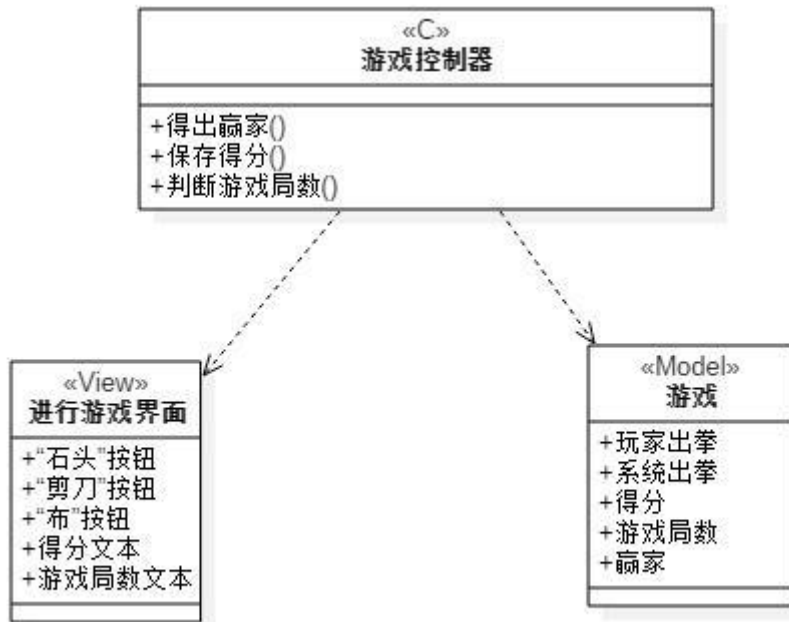 «C»
游戏控制器
+得出赢家()
+保存得分()
+判断游戏局数()
«View»
进行游戏界面
+“石头”按钮
+“剪刀”按钮
+“布”按钮
+得分文本
+游戏局数文本
«Model»
游戏
+玩家出拳
+系统出拳
+得分
+游戏局数
+赢家